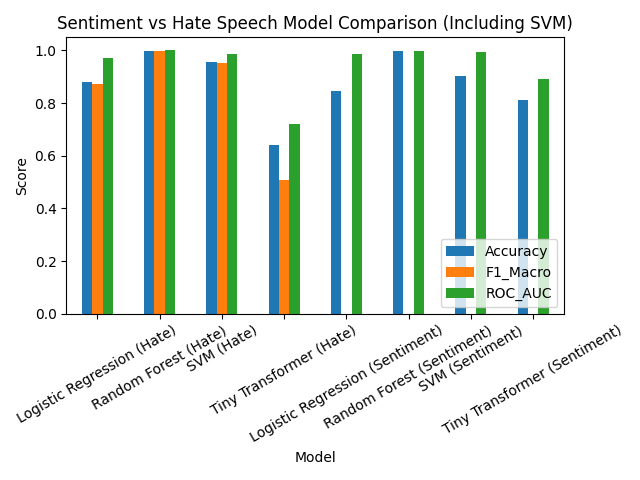 Sentiment vs Hate Speech Model Comparison (Including SVM)
1.0
0.8
0.6
0.4
0.2
0.0
Score
Accuracy
F1_Macro
ROC_AUC
Logistic Regression (Hate)
Random Forest (Hate)
SVM (Hate)
Tiny Transformer (Hate)
Logistic Regression (Sentiment)
Random Forest (Sentiment)
SVM (Sentiment)
Tiny Transformer (Sentiment)
Model